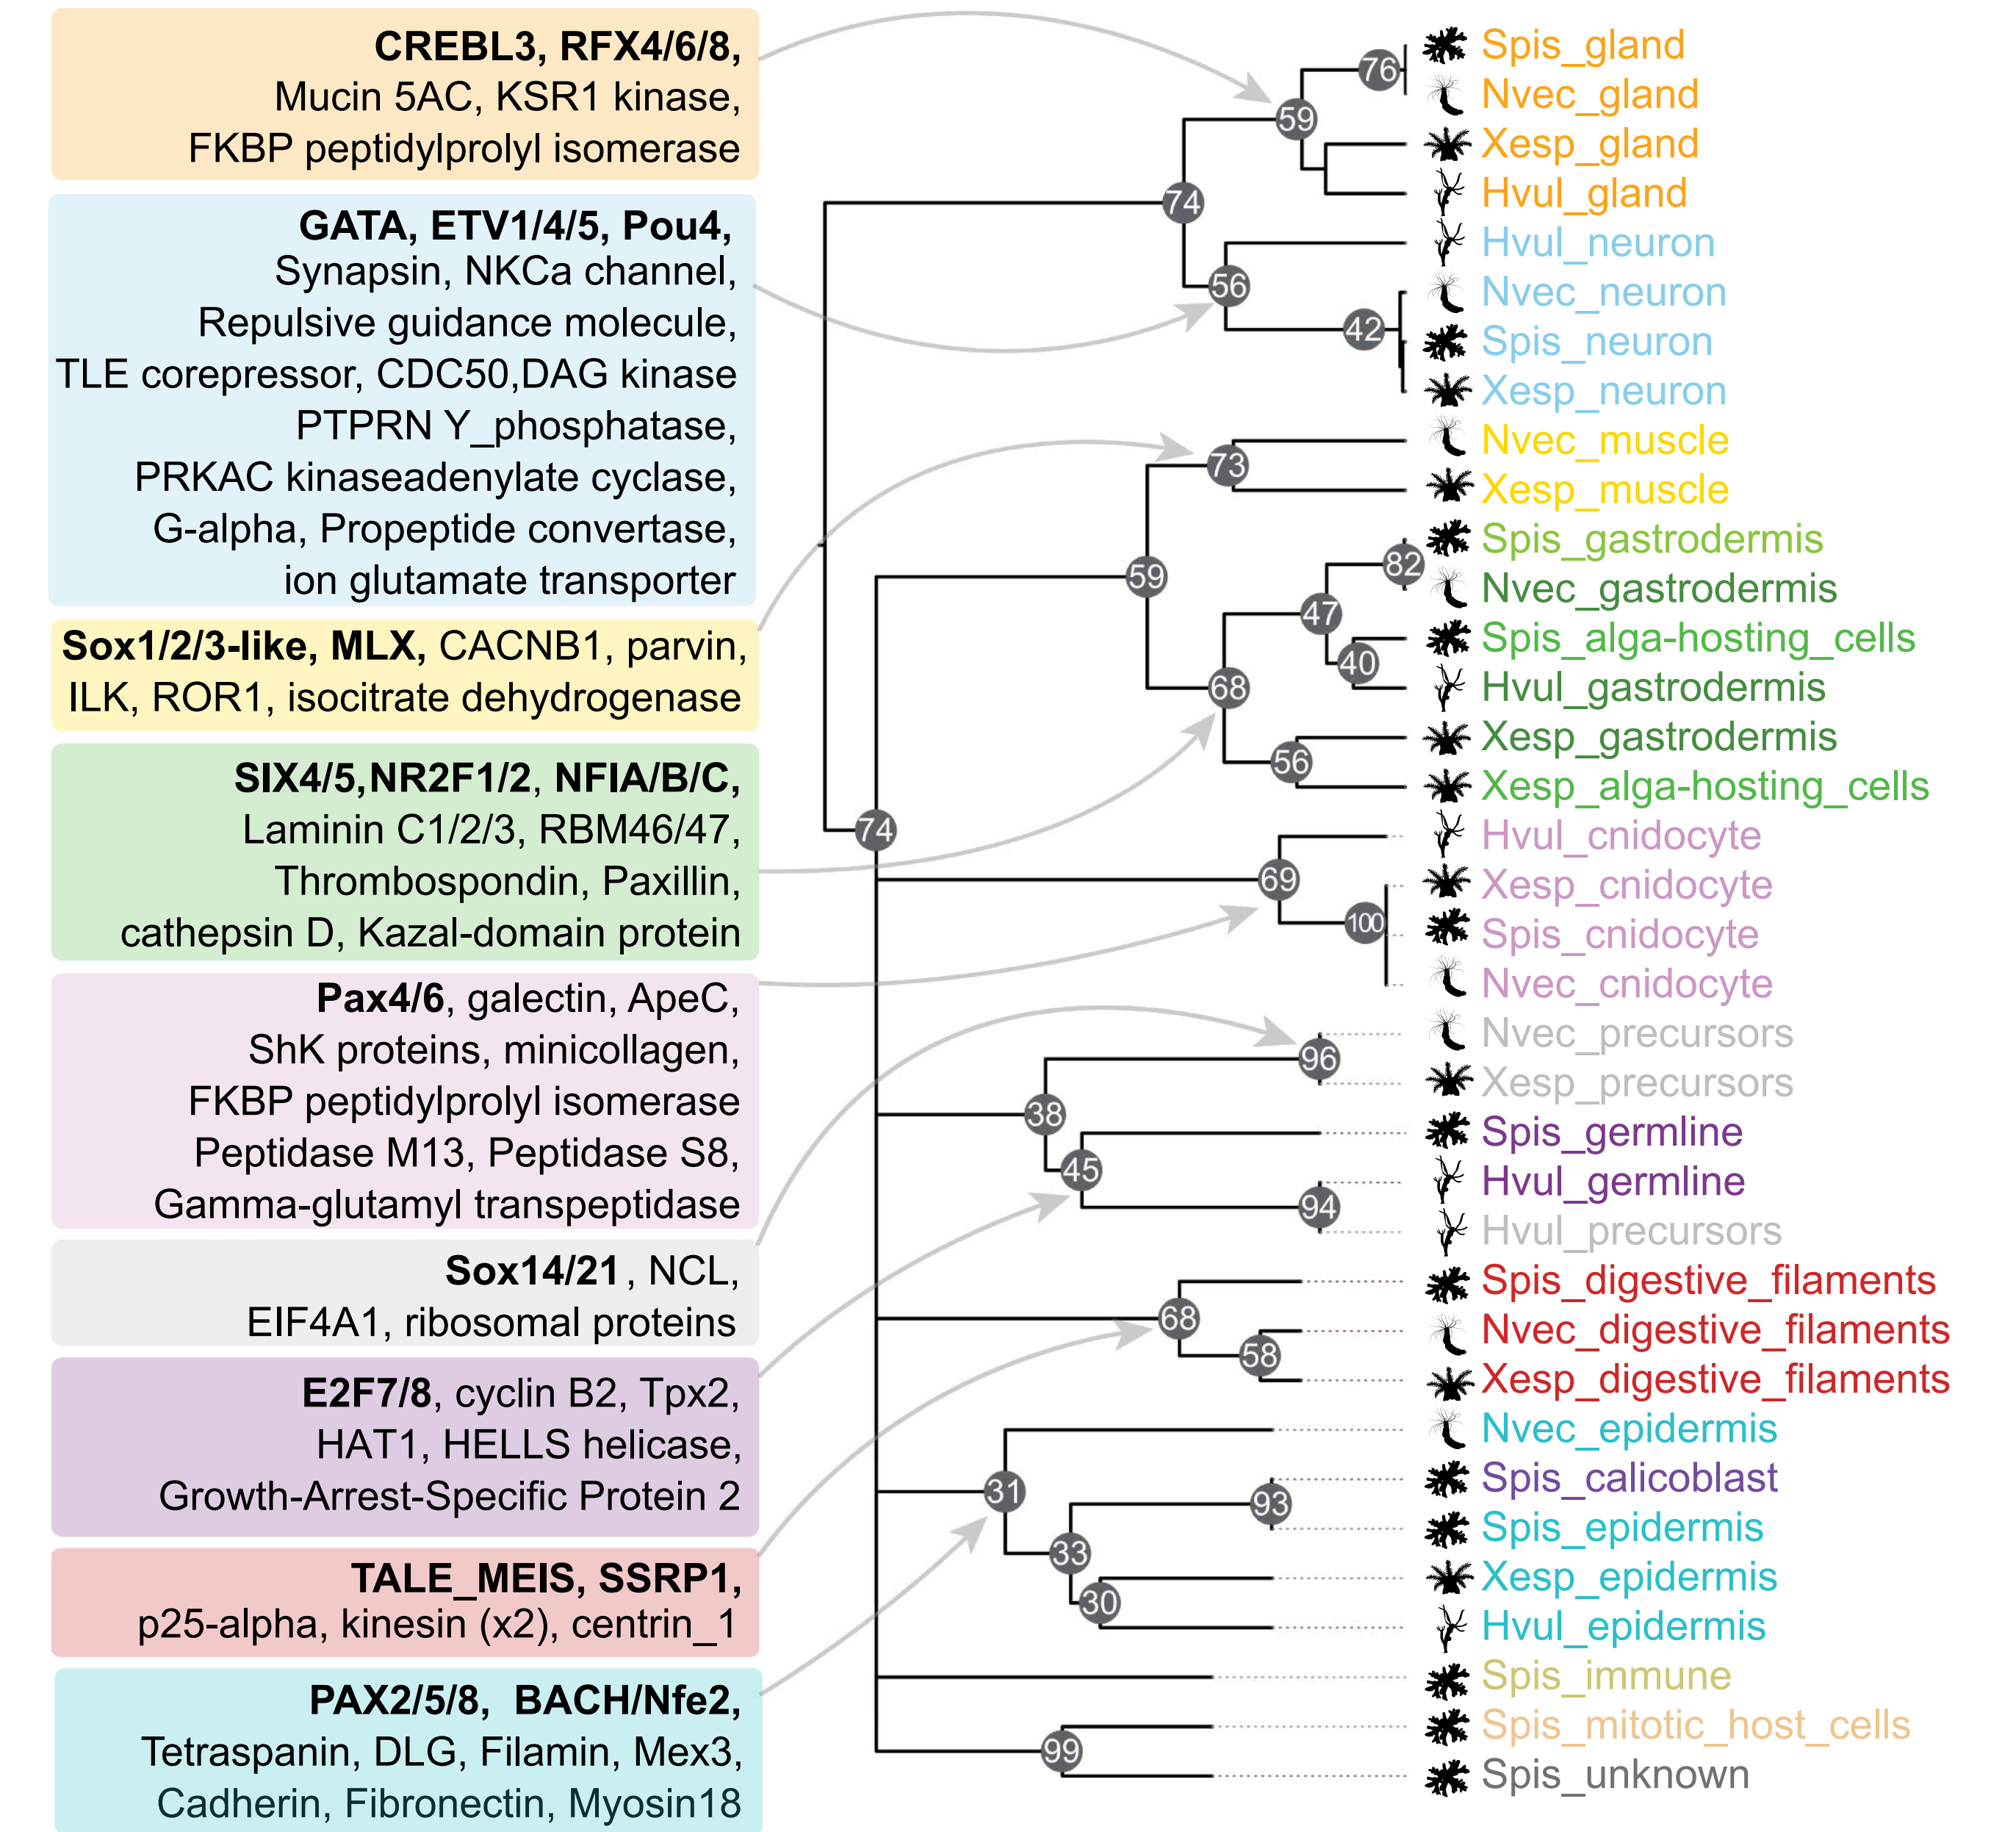 CREBL3, RFX4/6/8,
Mucin 5AC, KSR1 kinase,
FKBP peptidylprolyl isomerase
GATA, ETV1/4/5, Pou4,
Synapsin, NKCa channel,
Repulsive guidance molecule,
TLE corepressor, CDC50,DAG kinase
PTPRN Y_phosphatase,
PRKAC kinaseadenylate cyclase,
G-alpha, Propeptide convertase,
ion glutamate transporter
Sox1/2/3-like, MLX, CACNB1, parvin,
ILK, ROR1, isocitrate dehydrogenase
SIX4/5,NR2F1/2, NFIA/B/C,
Laminin C1/2/3, RBM46/47,
Thrombospondin, Paxillin,
cathepsin D, Kazal-domain protein
Pax4/6, galectin, ApeC,
ShK proteins, minicollagen,
FKBP peptidylprolyl isomerase
Peptidase M13, Peptidase S8,
Gamma-glutamyl transpeptidase
Sox14/21, NCL,
EIF4A1, ribosomal proteins
E2F7/8, cyclin B2, Tpx2,
HAT1, HELLS helicase,
Growth-Arrest-Specific Protein 2
TALE_MEIS, SSRP1,
p25-alpha, kinesin (x2), centrin_1
PAX2/5/8, BACH/Nfe2,
Tetraspanin, DLG, Filamin, Mex3,
Cadherin, Fibronectin, Myosin18
76
59
74
56
42
73
59
82
47
40
68
56
74
69
100
96
38
45
94
68
58
31
93
33
30
99
Spis_gland
Nvec_gland
Xesp_gland
Hvul_gland
Hvul_neuron
Nvec_neuron
Spis_neuron
Xesp_neuron
Nvec_muscle
Xesp_muscle
Spis_gastrodermis
Nvec_gastrodermis
Spis_alga-hosting_cells
Hvul_gastrodermis
Xesp_gastrodermis
Xesp_alga-hosting_cells
Hvul_cnidocyte
Xesp_cnidocyte
Spis_cnidocyte
Nvec_cnidocyte
Nvec_precursors
Xesp_precursors
Spis_germline
Hvul_germline
Hvul_precursors
Spis_digestive_filaments
Nvec_digestive_filaments
Xesp_digestive_filaments
Nvec_epidermis
Spis_calicoblast
Spis_epidermis
Xesp_epidermis
Hvul_epidermis
Spis_immune
Spis_mitotic_host_cells
Spis_unknown